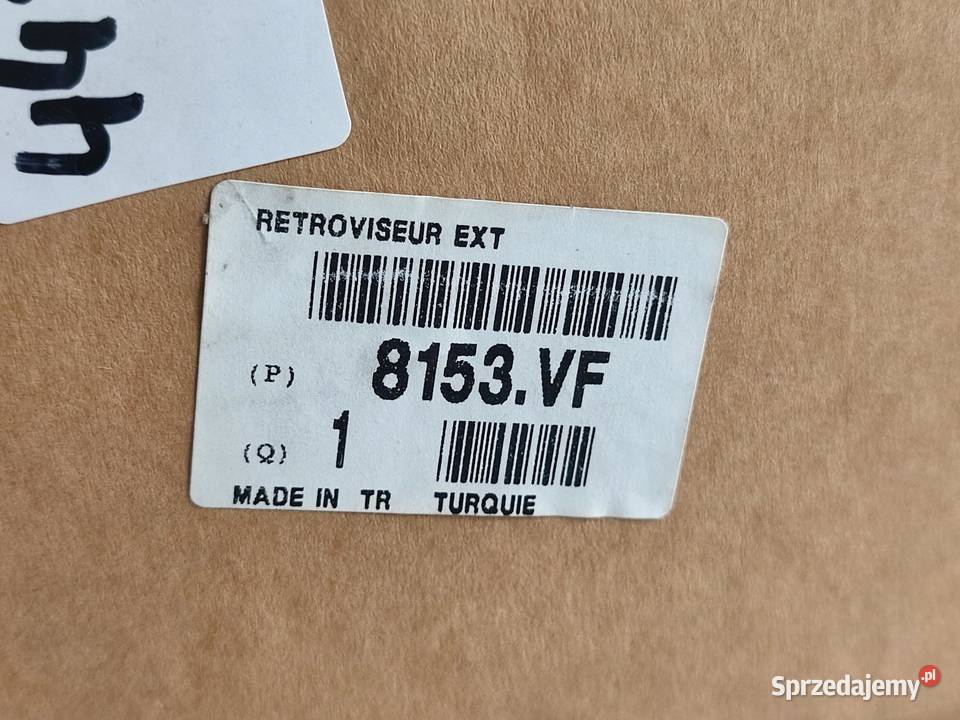 RETROVISEUR EXT
(P) 8153.VF
(Q) 1
MADE IN TR TURQUIE
Sprzedajemy.pl